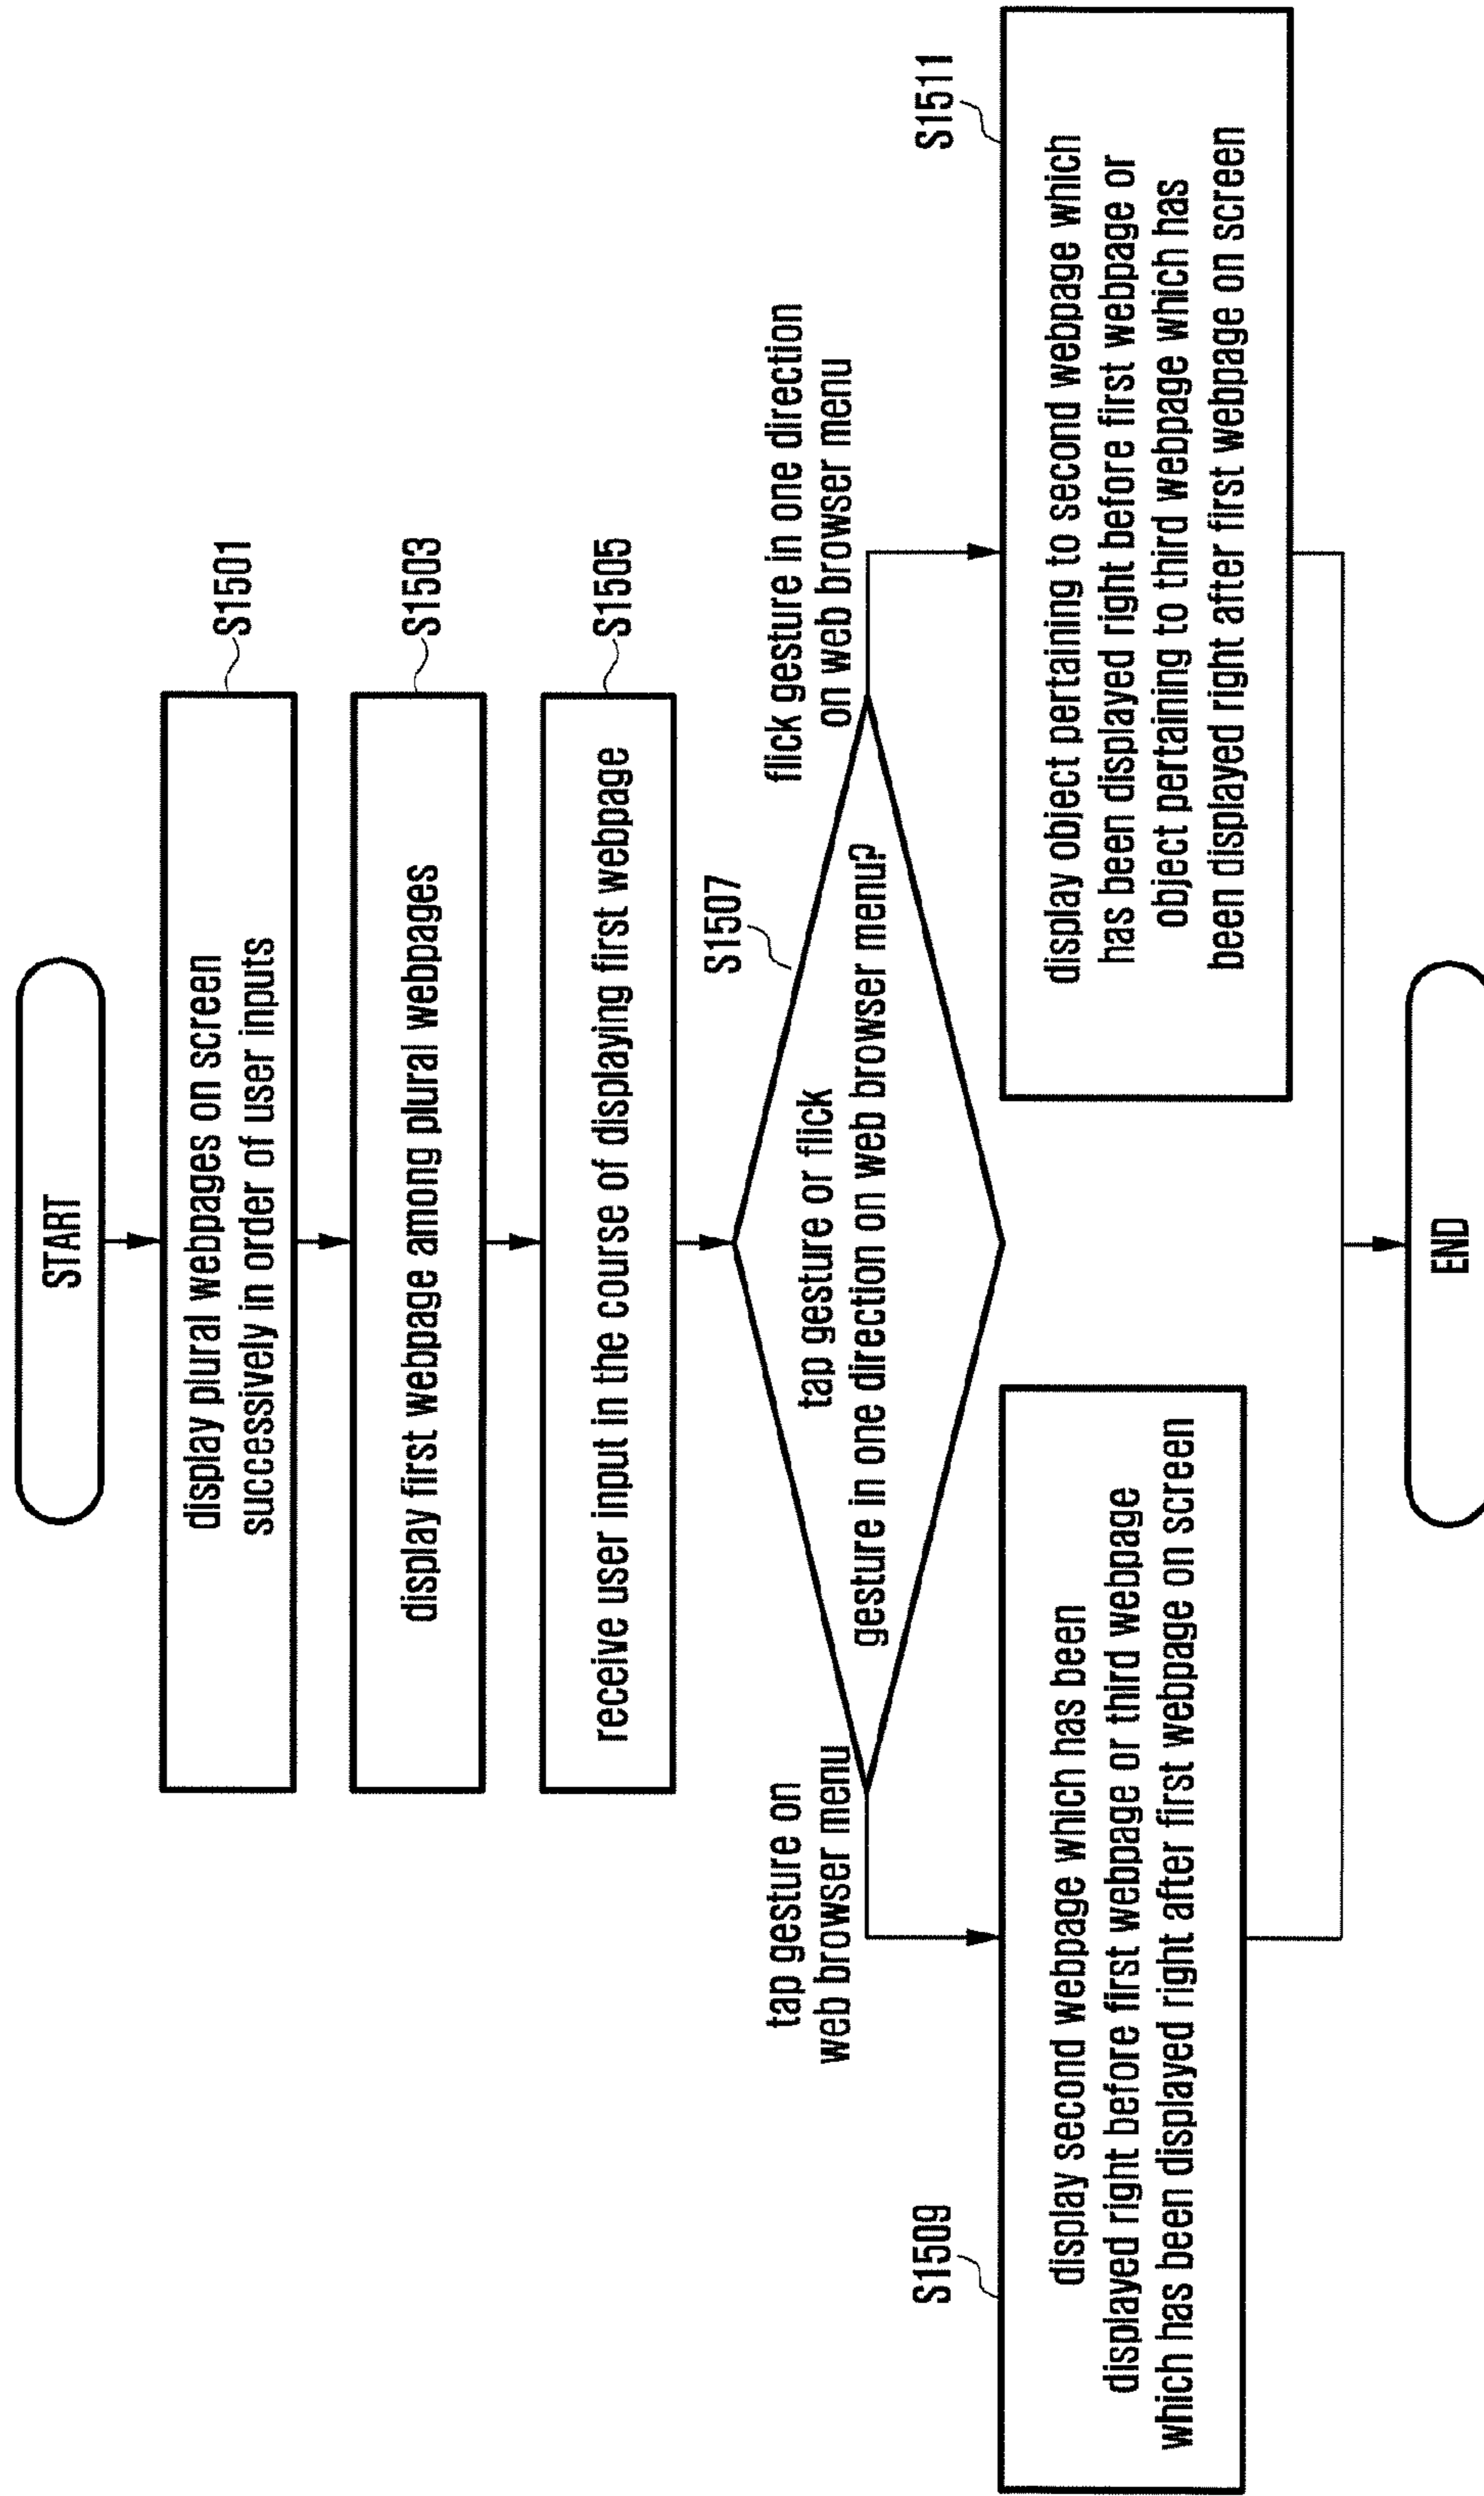 START
display plural webpages on screen
successively in order of user inputs
S1501
display first webpage among plural webpages
S1503
receive user input in the course of displaying first webpage
S1505
S1507
tap gesture or flick
gesture in one direction on web browser menu?
tap gesture on
web browser menu
flick gesture in one direction
on web browser menu
S1509
display second webpage which has been
displayed right before first webpage or third webpage
which has been displayed right after first webpage on screen
S1511
display object pertaining to second webpage which
has been displayed right before first webpage or
object pertaining to third webpage which has
been displayed right after first webpage on screen
END